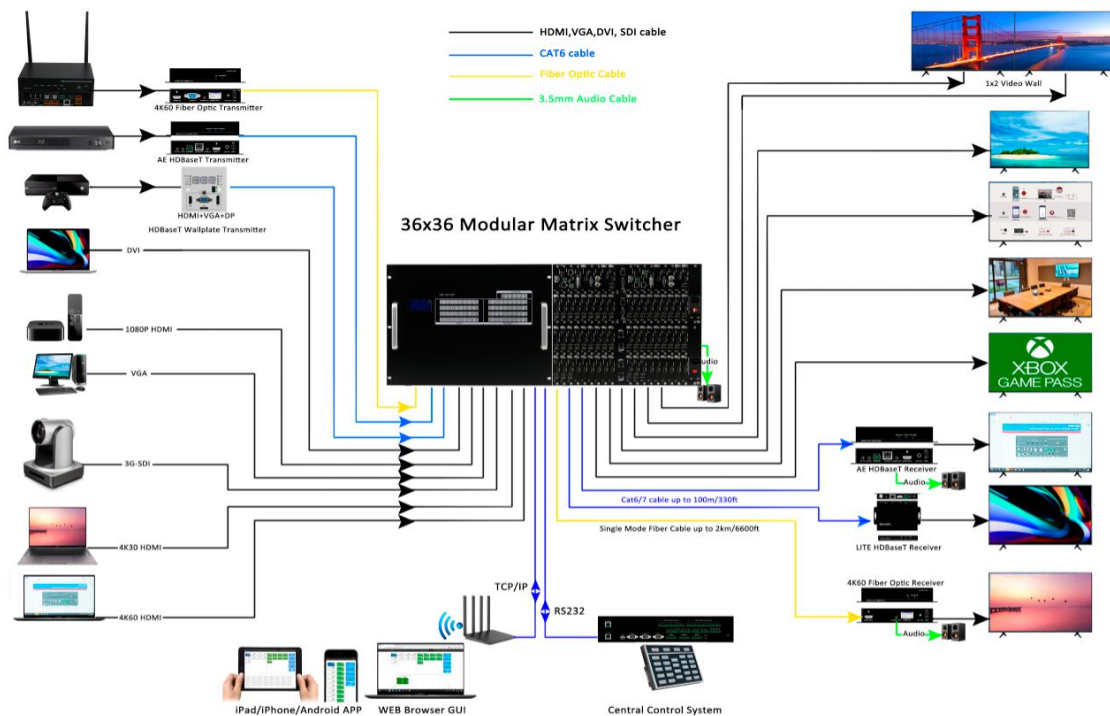 HDMI,VGA,DVI, SDI cable
CAT6 cable
Fiber Optic Cable
3.5mm Audio Cable
1x2 Video Wall
4K60 Fiber Optic Transmitter
AE HDBaseT Transmitter
HDMI+VGA+DP
HDBaseT Wallplate Transmitter
36x36 Modular Matrix Switcher
DVI
1080P HDMI
VGA
3G-SDI
4K30 HDMI
4K60 HDMI
Audio
XBOX
GAME PASS
AE HDBaseT Receiver
Audio
Cat6/7 cable up to 100m/330ft
Single Mode Fiber Cable up to 2km/6600ft
LITE HDBaseT Receiver
4K60 Fiber Optic Receiver
Audio
TCP/IP
RS232
iPad/iPhone/Android APP
WEB Browser GUI
Central Control System